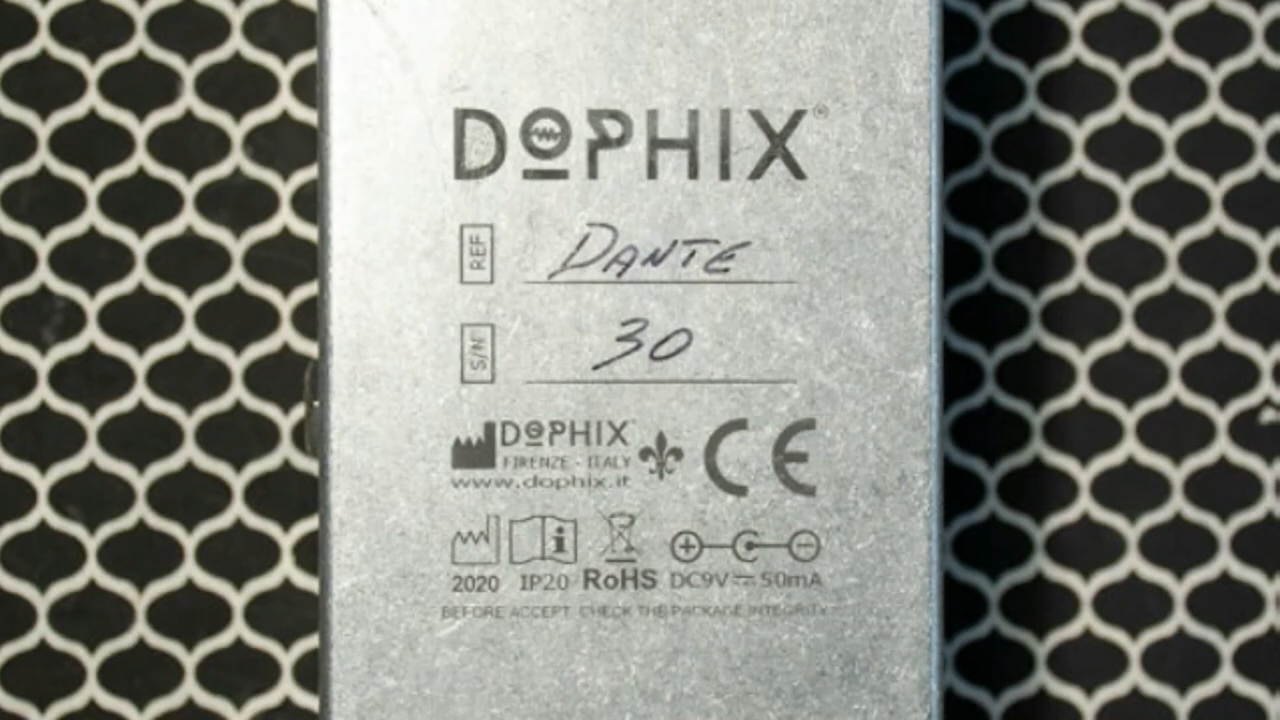 DOPHIX®
REF DANTE
S/N 30
DOPHIX
FIRENZE - ITALY
www.dophix.it
CE
2020 IP20 RoHS DC9V 50mA
BEFORE ACCEPT CHECK THE PACKAGE INTEGRITY